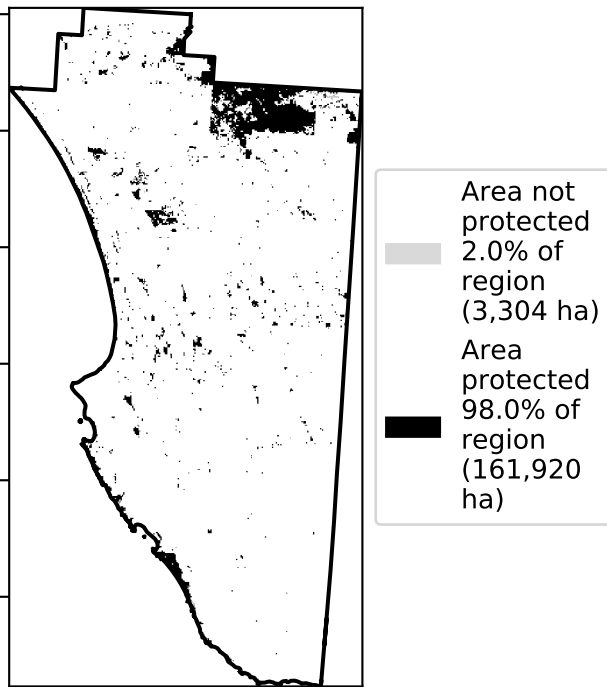 Area not
protected
2.0% of
region
(3,304 ha)
Area
protected
98.0% of
region
(161,920
ha)